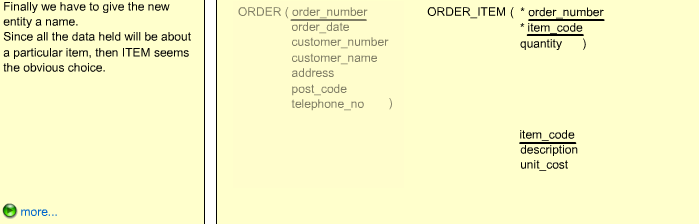 Finally we have to give the new
entity a name.
Since all the data held will be about
a particular item, then ITEM seems
the obvious choice.
more...
ORDER ( order_number
order_date
customer_number
customer_name
address
post_code
telephone_no )
ORDER_ITEM ( * order_number
* item_code
quantity )
item_code
description
unit_cost